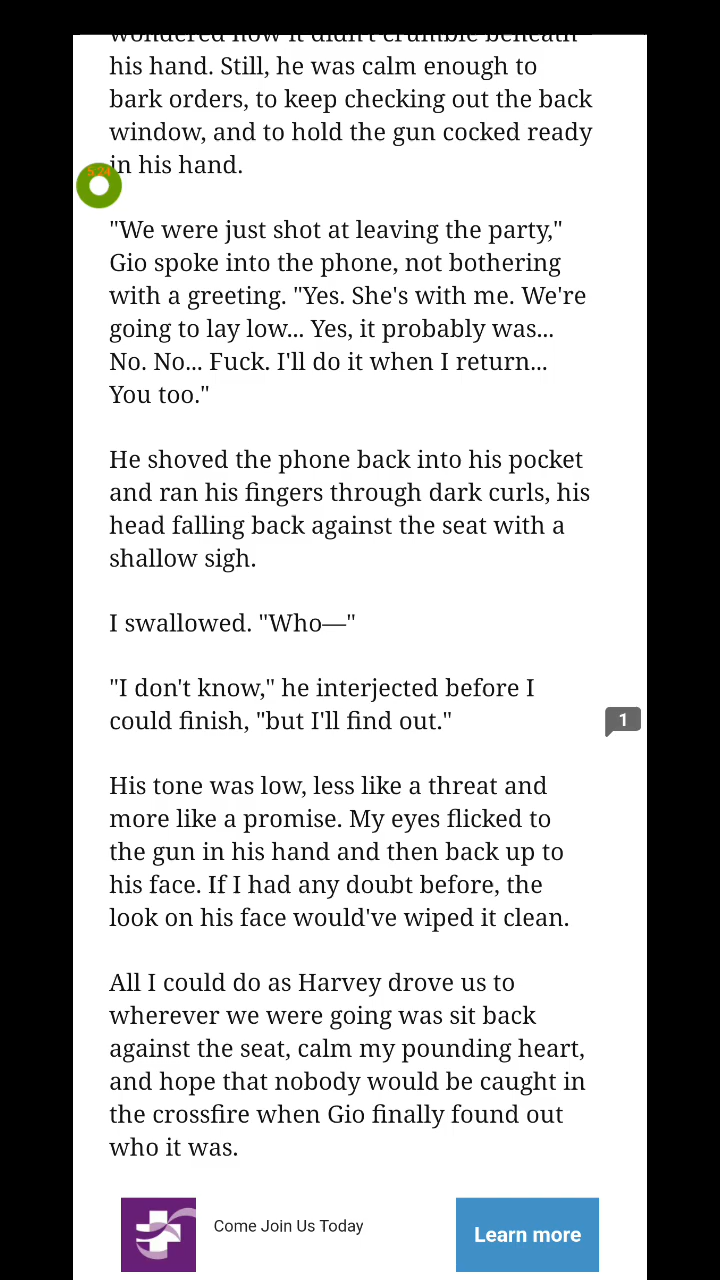 wondered how it didn't crumble beneath
his hand. Still, he was calm enough to
bark orders, to keep checking out the back
window, and to hold the gun cocked ready
in his hand.
5.24
"We were just shot at leaving the party,"
Gio spoke into the phone, not bothering
with a greeting. "Yes. She's with me. We're
going to lay low... Yes, it probably was...
No. No... Fuck. I'll do it when I return...
You too."
He shoved the phone back into his pocket
and ran his fingers through dark curls, his
head falling back against the seat with a
shallow sigh.
I swallowed. "Who—"
"I don't know," he interjected before I
could finish, "but I'll find out."
1
His tone was low, less like a threat and
more like a promise. My eyes flicked to
the gun in his hand and then back up to
his face. If I had any doubt before, the
look on his face would've wiped it clean.
All I could do as Harvey drove us to
wherever we were going was sit back
against the seat, calm my pounding heart,
and hope that nobody would be caught in
the crossfire when Gio finally found out
who it was.
Come Join Us Today
Learn more